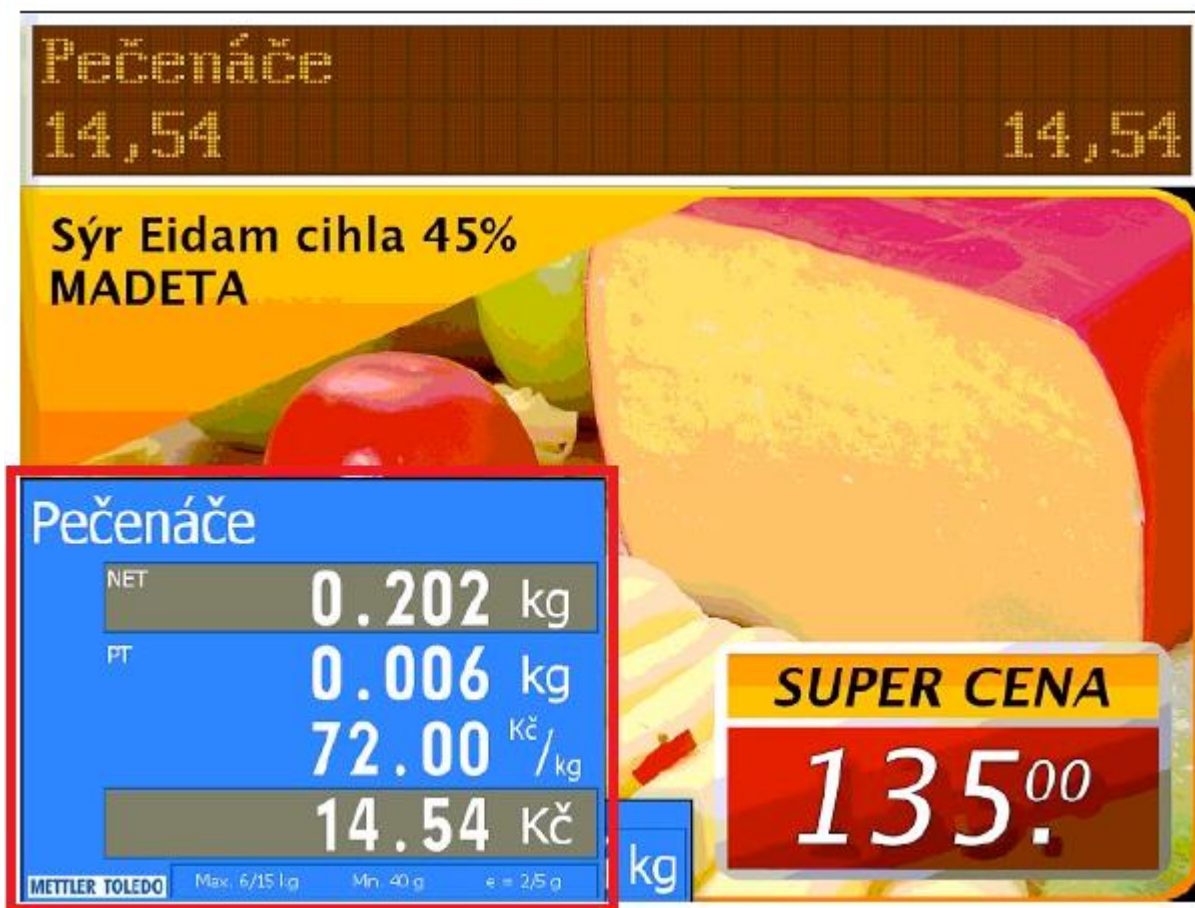 Pečenáče
14,54 14,54
Sýr Eidam cihla 45%
MADETA
Pečenáče
NET 0.202 kg
PT 0.006 kg
72.00 Kč/kg
14.54 Kč
METTLER TOLEDO Max. 6/15 kg Min. 40 g e = 2/5 g
kg
SUPER CENA
135.00